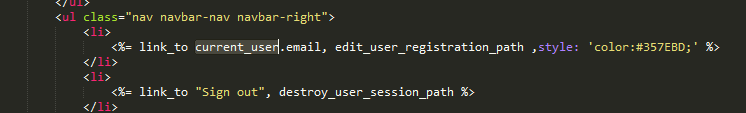 </ul>
<ul class="nav navbar-nav navbar-right">
<li>
<%= link_to current_user.email, edit_user_registration_path ,style: 'color:#357EBD;' %>
</li>
<li>
<%= link_to "Sign out", destroy_user_session_path %>
</li>